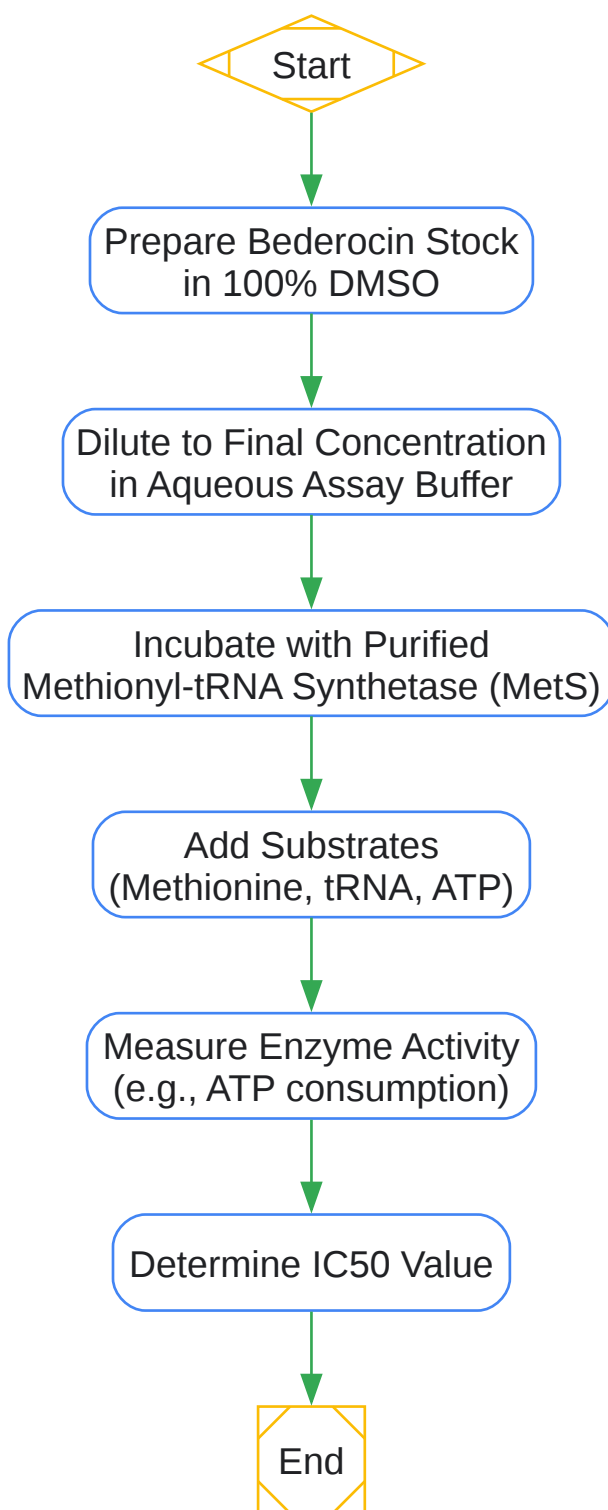 Start
Prepare Bederocin Stock
in 100% DMSO
Dilute to Final Concentration
in Aqueous Assay Buffer
Incubate with Purified
Methionyl-tRNA Synthetase (MetS)
Add Substrates
(Methionine, tRNA, ATP)
Measure Enzyme Activity
(e.g., ATP consumption)
Determine IC50 Value
End